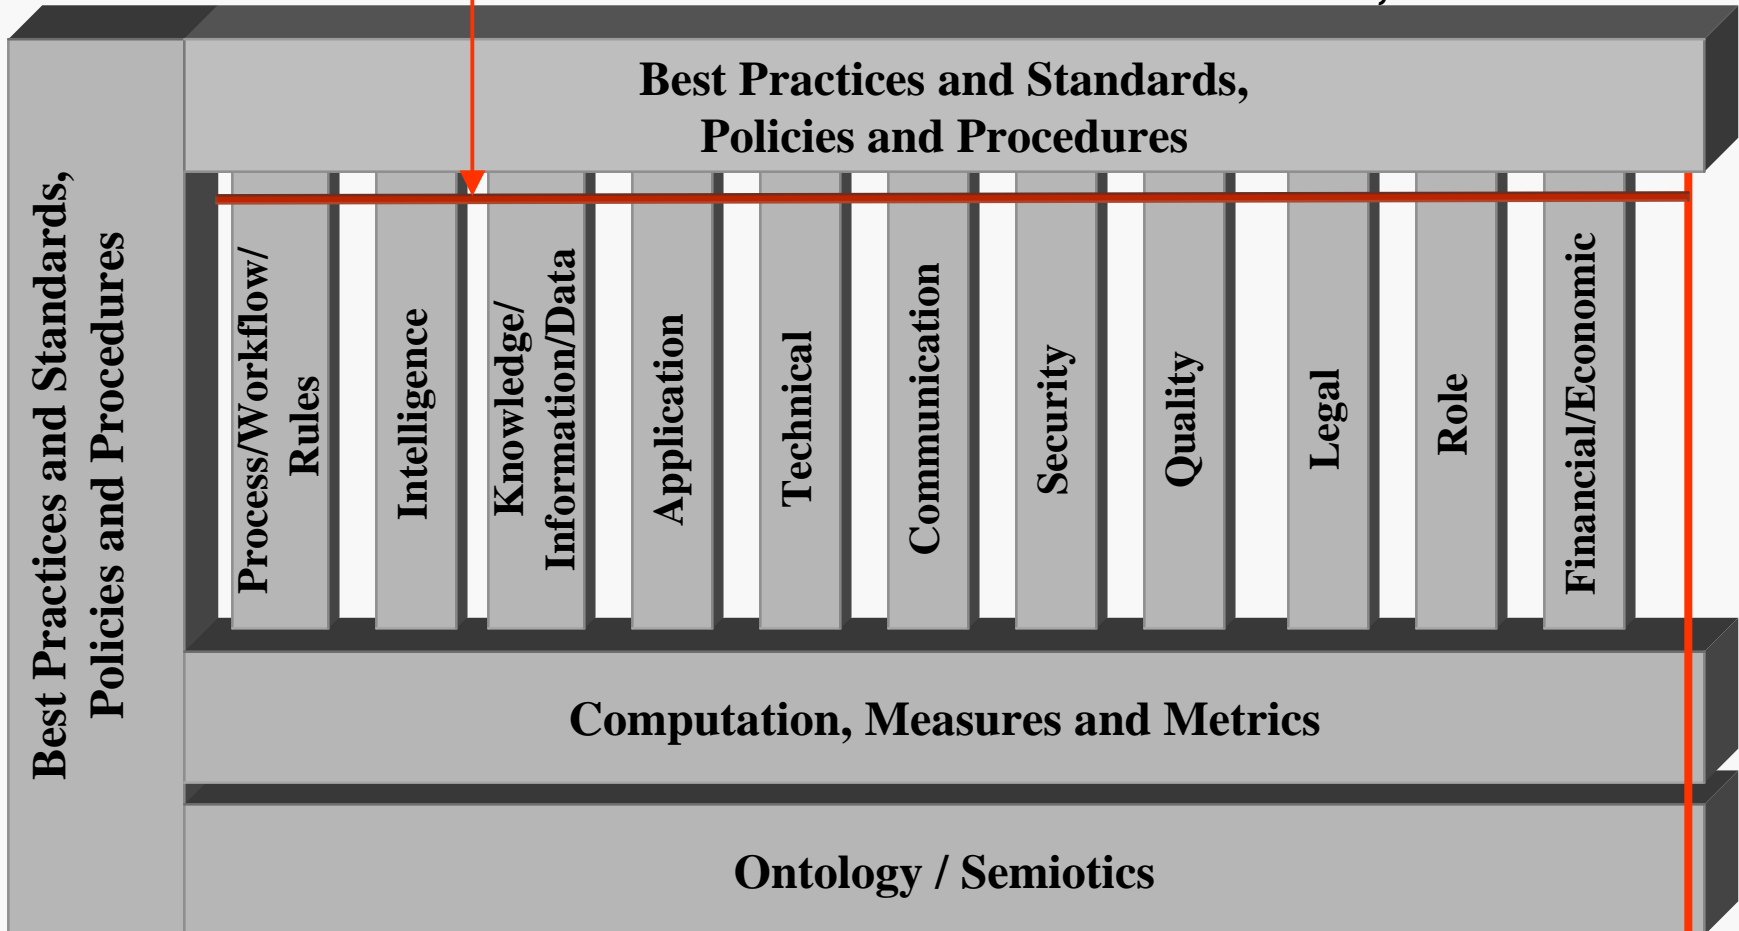 Best Practices and Standards,
Policies and Procedures
Best Practices and Standards,
Policies and Procedures
Process/Workflow/
Rules
Intelligence
Knowledge/
Information/Data
Application
Technical
Communication
Security
Quality
Legal
Role
Financial/Economic
Computation, Measures and Metrics
Ontology / Semiotics